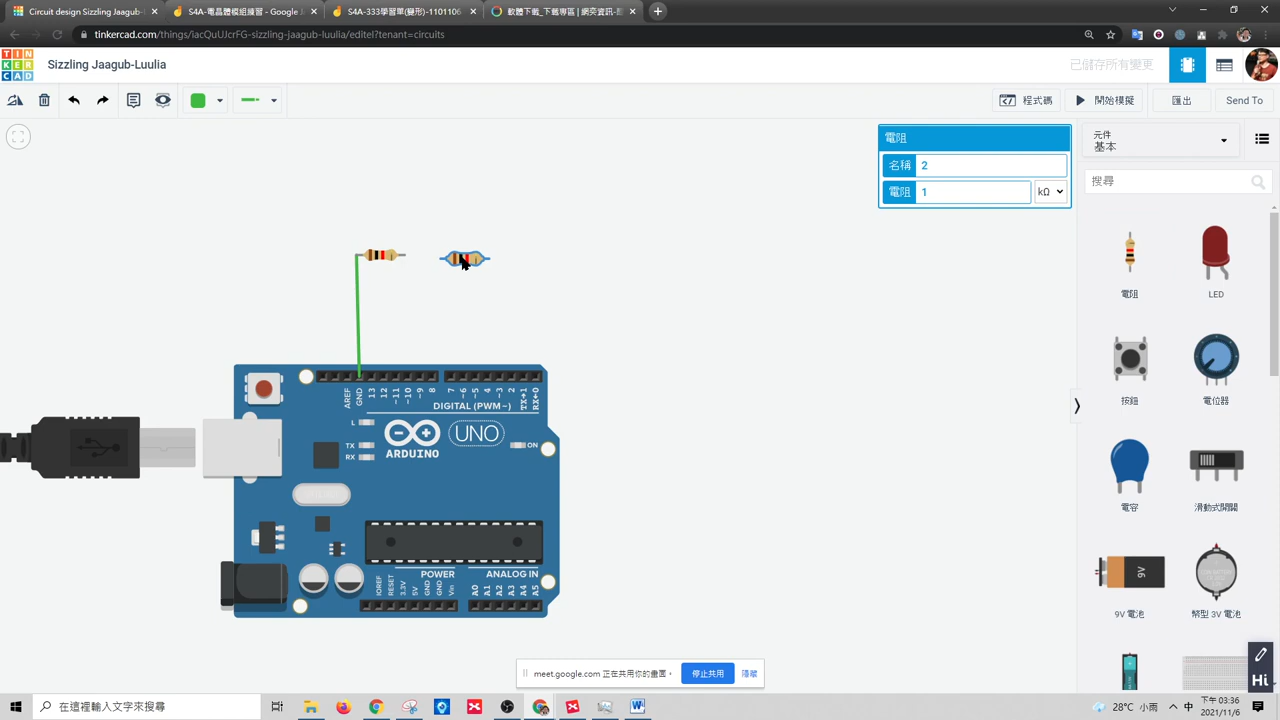 Circuit design Sizzling Jaagub-
S4A-電晶體模組練習 - Google
S4A-333學習單(變形)-1101106
軟體下載_下載專區 | 網奕資訊-
tinkercad.com/things/lacQuUcrFG-sizzling-jaagub-luulia/editel?tenant=circuits
TIN
KER
CAD
Sizzling Jaagub-Luulia
已儲存所有變更
程式碼
開始模擬
匯出
Send To
電阻
名稱 2
電阻 1 kΩ
元件
基本
搜尋
電阻
LED
按鈕
電位器
電容
滑動式開關
9V
9V 電池
幣型 3V 電池
AREF
GND
13
12
~11
~10
~9
8
7
~6
~5
4
~3
2
TX→1
RX←0
DIGITAL (PWM~)
L
TX
RX
UNO
ON
ARDUINO
POWER
ANALOG IN
IOREF
RESET
3.3V
5V
GND
GND
Vin
A0
A1
A2
A3
A4
A5
meet.google.com 正在共用你的畫面。
停止共用
隱藏
Hi
在這裡輸入文字來搜尋
28°C 小雨
中
下午 03:36
2021/11/6